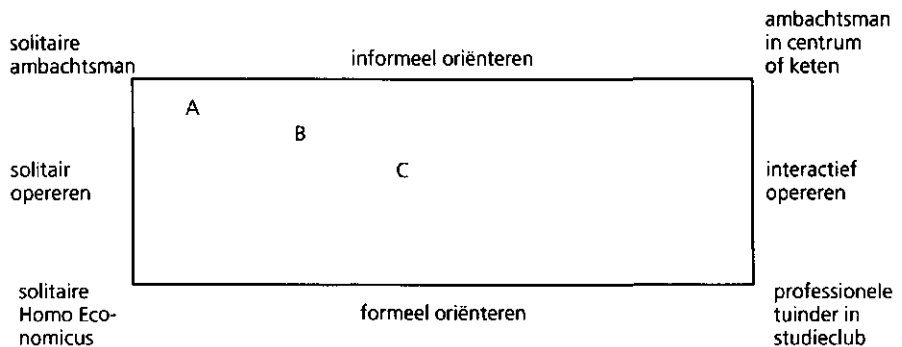 solitaire
ambachtsman
informeel oriënteren
ambachtsman
in centrum
of keten
A
B
C
solitair
opereren
interactief
opereren
solitaire
Homo Eco-
nomicus
formeel oriënteren
professionele
tuinder in
studieclub